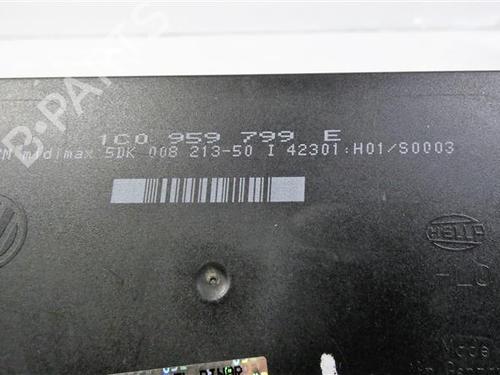 B-PARTS
1C0 959 799 E
midimax 5DK 008 213-50 I 42301:H01/S0003
HELLA